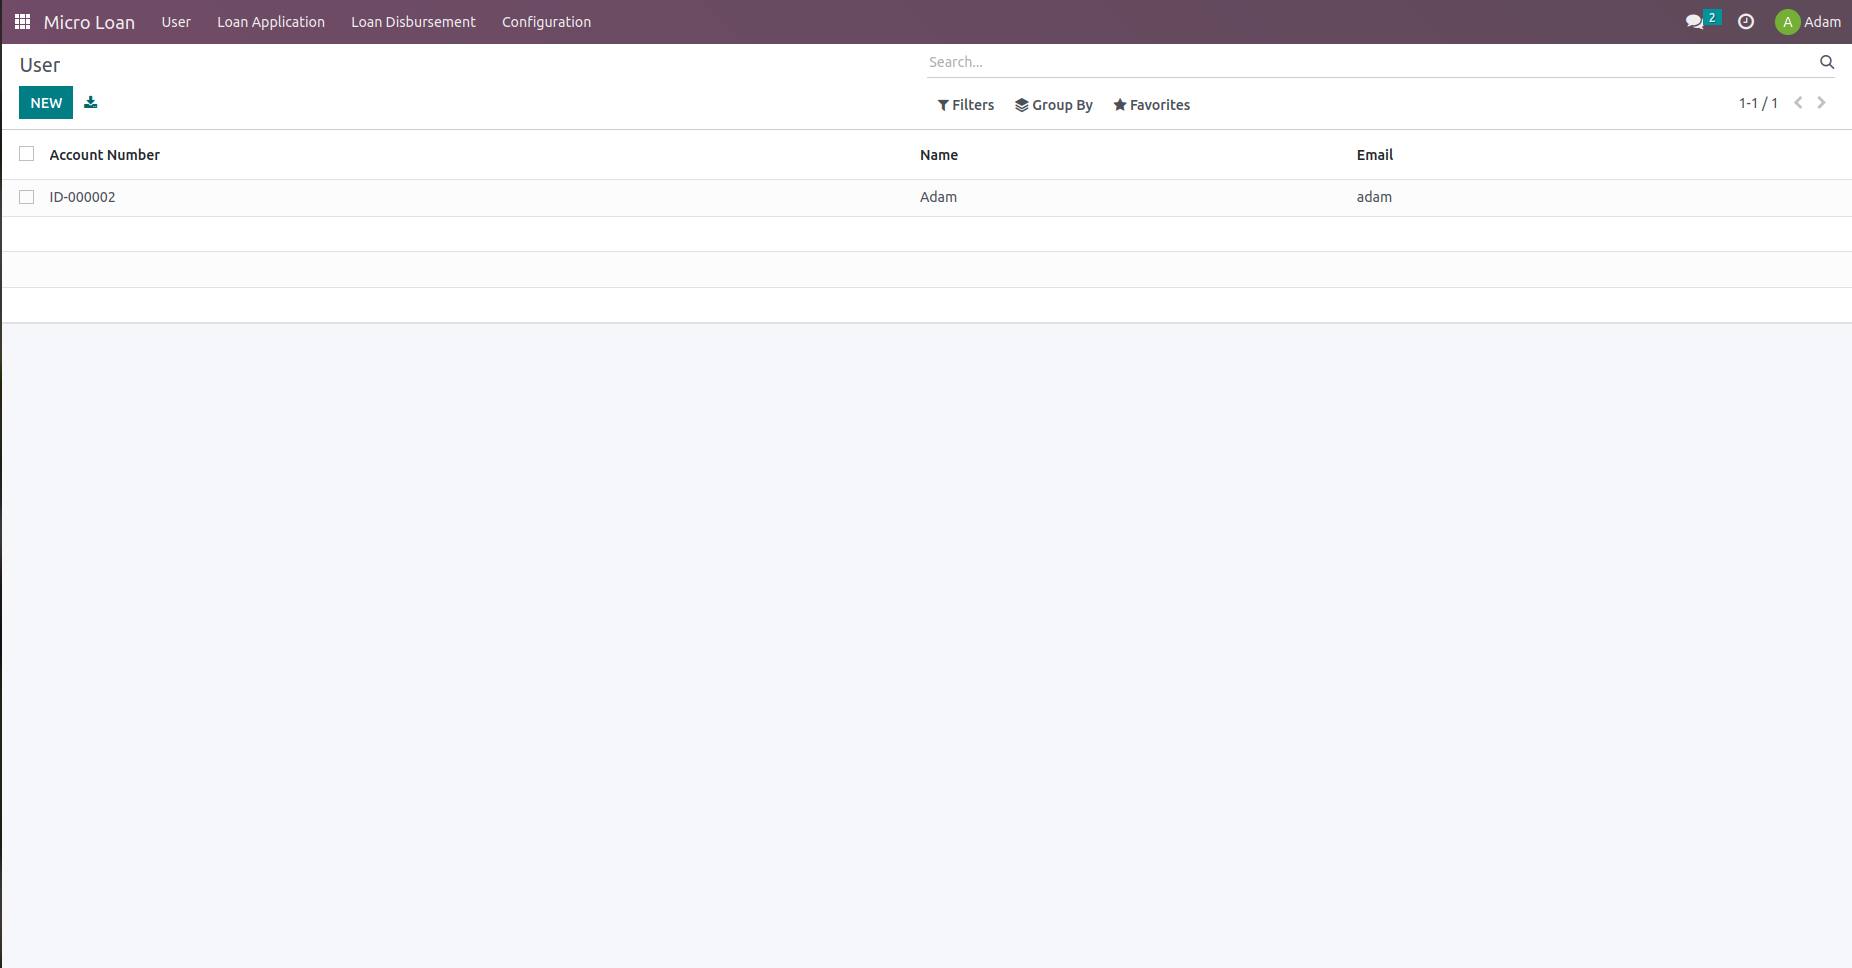 Micro Loan User Loan Application Loan Disbursement Configuration 2 A Adam
User Search...
NEW Filters Group By Favorites 1-1 / 1
Account Number Name Email
ID-000002 Adam adam